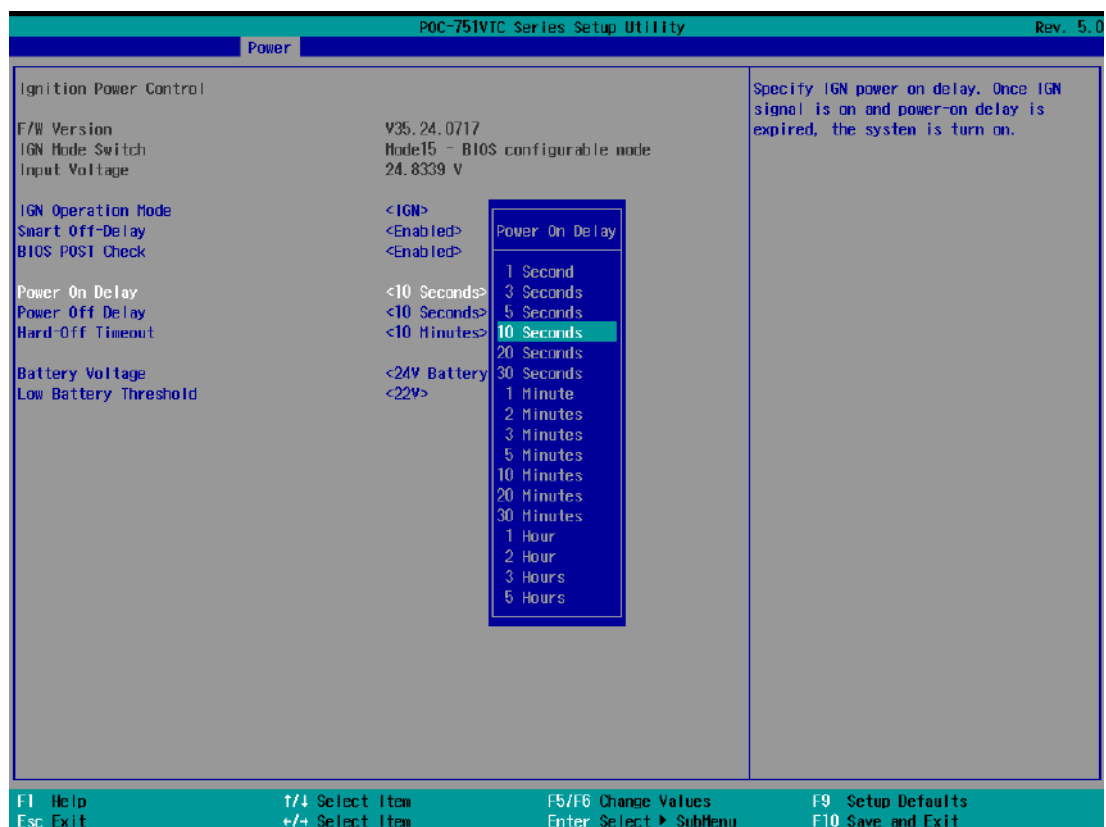 POC-751VTC Series Setup Utility Rev. 5.0
Power
Ignition Power Control
F/W Version V35.24.0717
IGN Mode Switch Mode15 - BIOS configurable mode
Input Voltage 24.8339 V
IGN Operation Mode <IGN>
Smart Off-Delay <Enabled>
BIOS POST Check <Enabled>
Power On Delay <10 Seconds>
Power Off Delay <10 Seconds>
Hard-Off Timeout <10 Minutes>
Battery Voltage <24V Battery
Low Battery Threshold <22V>
Power On Delay
1 Second
3 Seconds
5 Seconds
10 Seconds
20 Seconds
30 Seconds
1 Minute
2 Minutes
3 Minutes
5 Minutes
10 Minutes
20 Minutes
30 Minutes
1 Hour
2 Hour
3 Hours
5 Hours
Specify IGN power on delay. Once IGN
signal is on and power-on delay is
expired, the system is turn on.
F1 Help ↑/↓ Select Item F5/F6 Change Values F9 Setup Defaults
Esc Exit ←/→ Select Item Enter Select ▶ SubMenu F10 Save and Exit